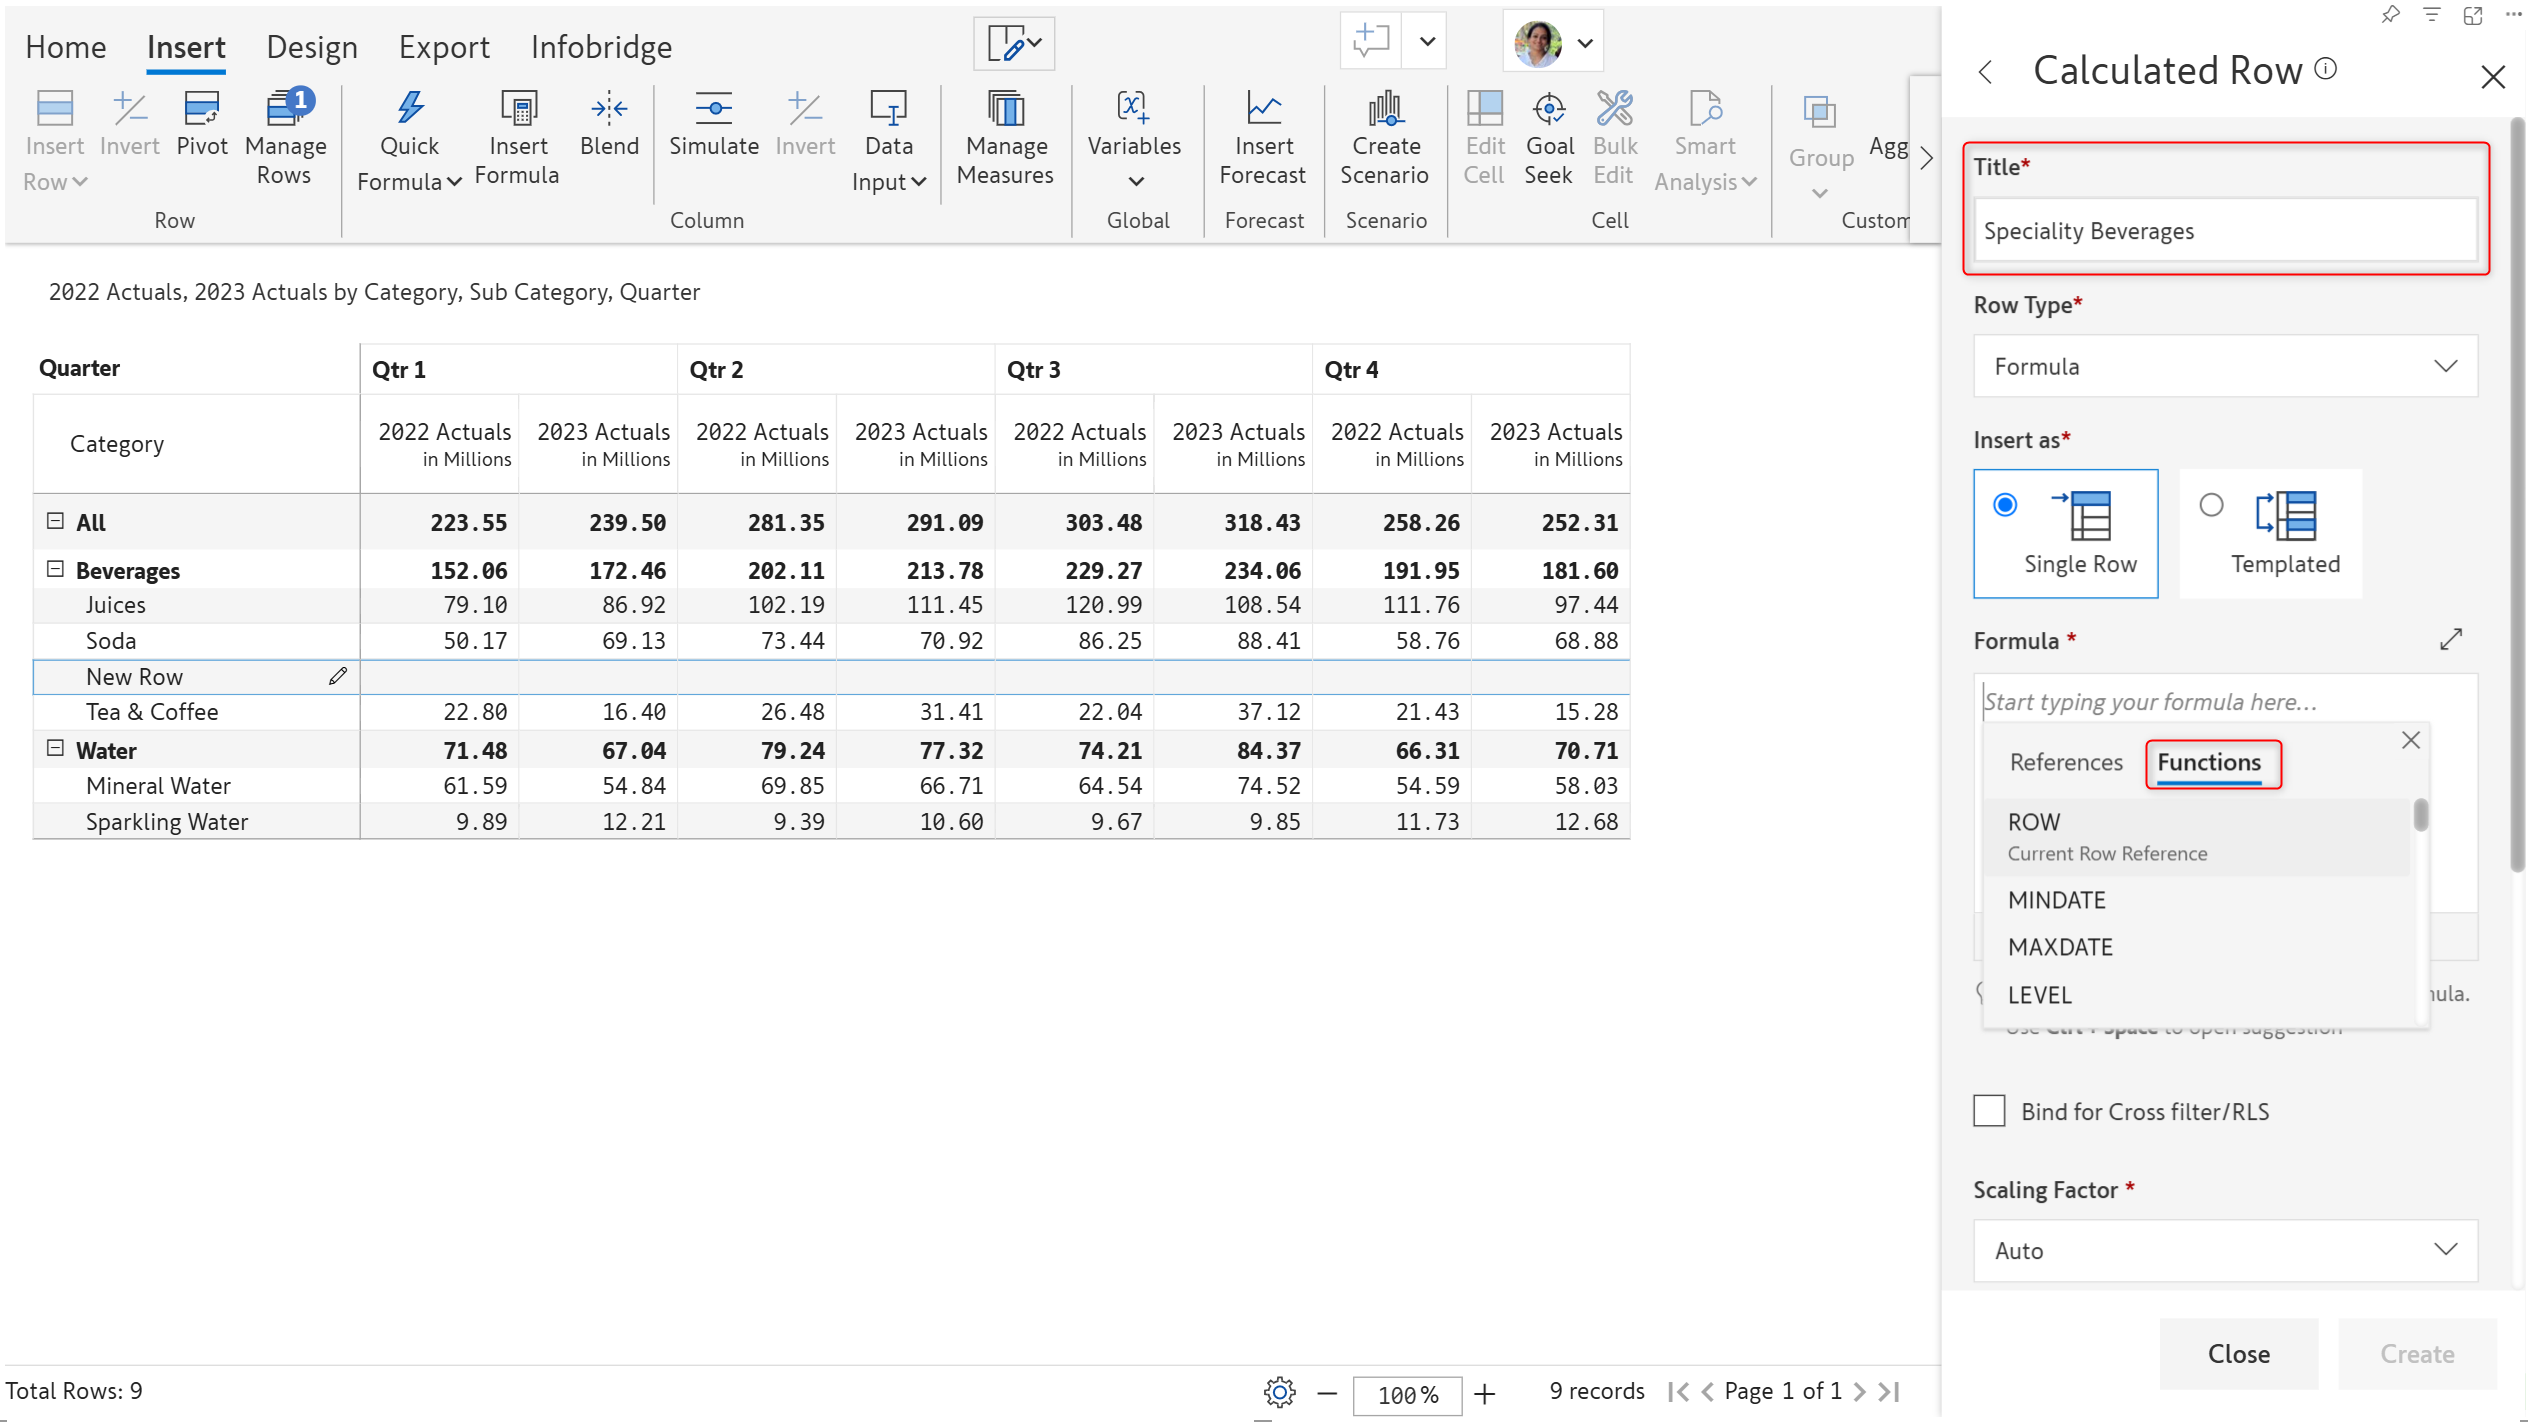 Home Insert Design Export Infobridge
Insert Row
Invert
Pivot
Manage Rows
1
Row
Quick Formula
Insert Formula
Blend
Simulate
Invert
Data Input
Column
Manage Measures
Variables
Global
Insert Forecast
Forecast
Create Scenario
Scenario
Edit Cell
Goal Seek
Bulk Edit
Smart Analysis
Cell
Group
Agg
Custom
2022 Actuals, 2023 Actuals by Category, Sub Category, Quarter
Quarter Qtr 1 Qtr 2 Qtr 3 Qtr 4
Category 2022 Actuals 2023 Actuals 2022 Actuals 2023 Actuals 2022 Actuals 2023 Actuals 2022 Actuals 2023 Actuals
in Millions in Millions in Millions in Millions in Millions in Millions in Millions in Millions
All 223.55 239.50 281.35 291.09 303.48 318.43 258.26 252.31
Beverages 152.06 172.46 202.11 213.78 229.27 234.06 191.95 181.60
Juices 79.10 86.92 102.19 111.45 120.99 108.54 111.76 97.44
Soda 50.17 69.13 73.44 70.92 86.25 88.41 58.76 68.88
New Row
Tea & Coffee 22.80 16.40 26.48 31.41 22.04 37.12 21.43 15.28
Water 71.48 67.04 79.24 77.32 74.21 84.37 66.31 70.71
Mineral Water 61.59 54.84 69.85 66.71 64.54 74.52 54.59 58.03
Sparkling Water 9.89 12.21 9.39 10.60 9.67 9.85 11.73 12.68
Total Rows: 9
100%
9 records
Page 1 of 1
Calculated Row
Title*
Speciality Beverages
Row Type*
Formula
Insert as*
Single Row
Templated
Formula *
Start typing your formula here...
References Functions
ROW
Current Row Reference
MINDATE
MAXDATE
LEVEL
Use Ctrl + Space to open suggestion
Bind for Cross filter/RLS
Scaling Factor *
Auto
Close Create